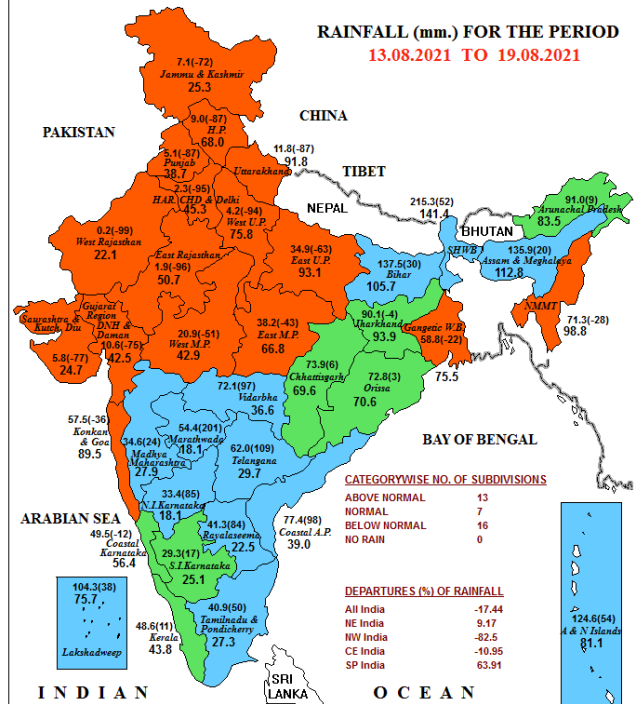 RAINFALL (mm.) FOR THE PERIOD
13.08.2021 TO 19.08.2021
7.1(-72)
Jammu & Kashmir
25.3
CHINA
PAKISTAN
9.0(-87)
H.P.
68.0
5.1(-87)
Punjab
38.7
11.8(-87)
91.8
Uttarakhand
TIBET
2.3(-95)
HAR. CHD & Delhi
45.3
4.2(-94)
West U.P.
75.8
NEPAL
215.3(52)
141.4
91.0(9)
Arunachal Pradesh
83.5
BHUTAN
0.2(-99)
West Rajasthan
22.1
East Rajasthan
1.9(-96)
50.7
34.9(-63)
East U.P.
93.1
137.5(30)
Bihar
105.7
SHWB
135.9(20)
Assam & Meghalaya
112.8
Saurashtra &
Kutch, Diu
5.8(-77)
24.7
Gujarat
Region
DNH &
Daman
10.6(-75)
42.5
20.9(-51)
West M.P.
42.9
38.2(-43)
East M.P.
66.8
90.1(-4)
Jharkhand
93.9
Gangetic W.B.
58.8(-22)
75.5
NMMT
71.3(-28)
98.8
73.9(6)
Chhattisgarh
69.6
72.8(3)
Orissa
70.6
72.1(97)
Vidarbha
36.6
57.5(-36)
Konkan
& Goa
89.5
34.6(24)
Madhya
Maharashtra
27.9
54.4(201)
Marathwada
18.1
62.0(109)
Telangana
29.7
BAY OF BENGAL
33.4(85)
N.I.Karnataka
18.1
ARABIAN SEA
49.5(-12)
Coastal
Karnataka
56.4
41.3(84)
Rayalaseema
22.5
77.4(98)
Coastal A.P.
39.0
29.3(17)
S.I.Karnataka
25.1
CATEGORYWISE NO. OF SUBDIVISIONS
ABOVE NORMAL 13
NORMAL 7
BELOW NORMAL 16
NO RAIN 0
DEPARTURES (%) OF RAINFALL
All India -17.44
NE India 9.17
NW India -82.5
CE India -10.95
SP India 63.91
104.3(38)
75.7
Lakshadweep
48.6(11)
Kerala
43.8
40.9(50)
Tamilnadu &
Pondicherry
27.3
124.6(54)
A & N Islands
81.1
SRI
LANKA
INDIAN OCEAN